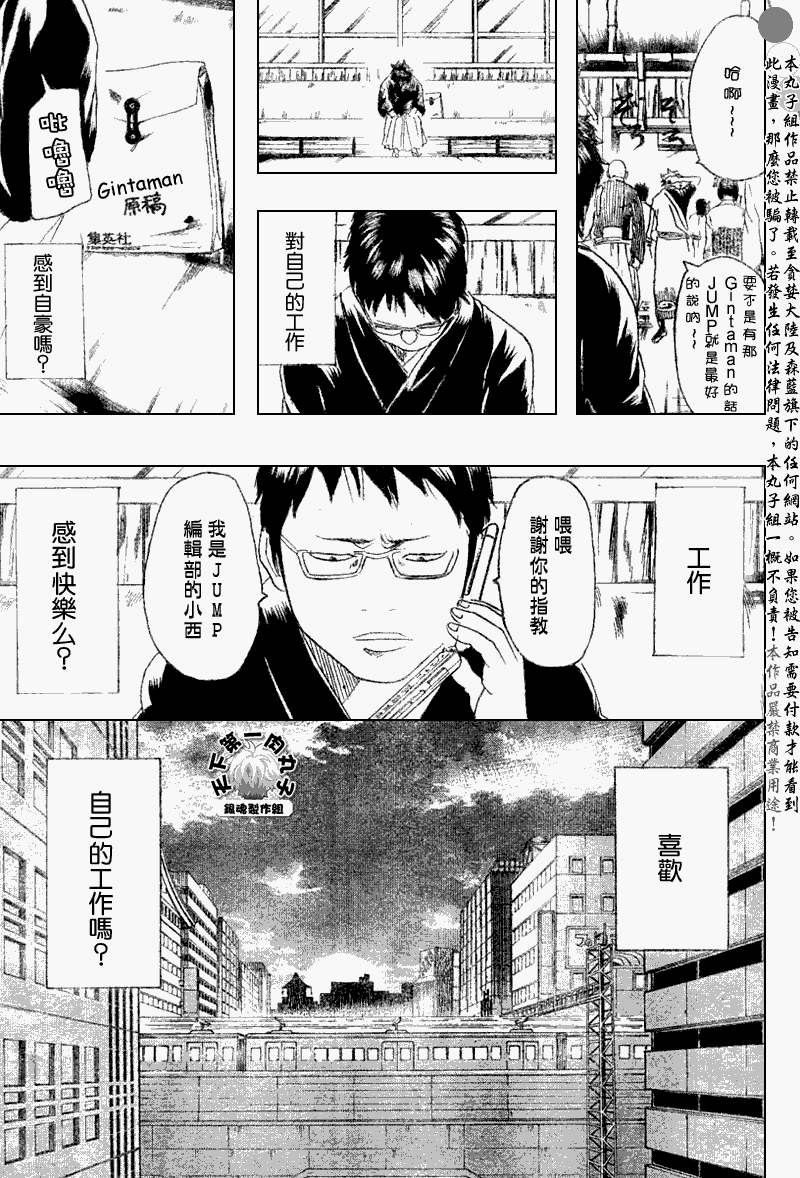 哈啊~~
要不是有那
Gintaman的話
JUMP就是最好
的說吶~~
對自己的工作
吡嚕嚕
Gintaman
原稿
集英社
感到自豪嗎?
工作
喂喂
謝謝你的指教
我是JUMP
編輯部的小西
感到快樂么?
喜歡
自己的工作嗎?
天下第一肉丸子
銀魂製作組
本丸子組作品禁止轉載至貪婪大陸及森藍旗下的任何網站。如果您被告知需要付款才能看到
此漫畫,那麼您被騙了。若發生任何法律問題,本丸子組一概不負責!本作品嚴禁商業用途!